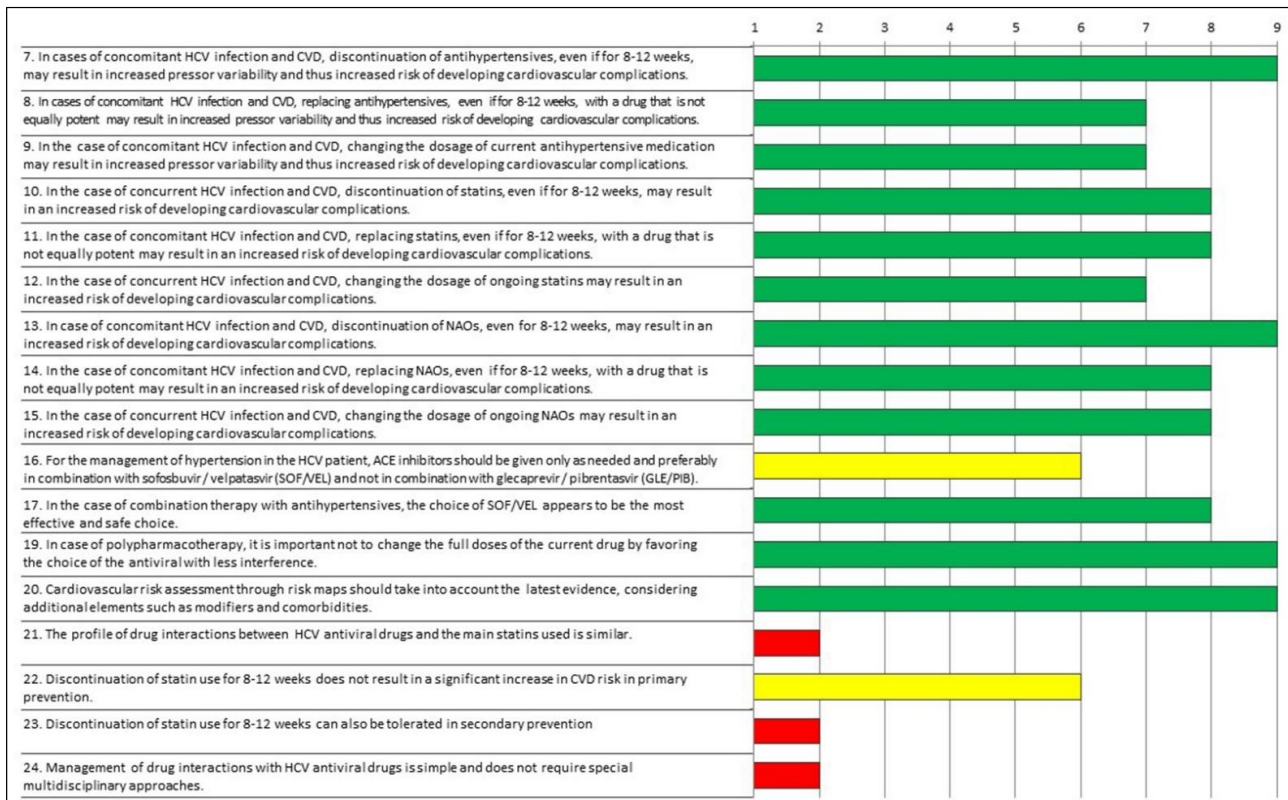 1 2 3 4 5 6 7 8 9
7. In cases of concomitant HCV infection and CVD, discontinuation of antihypertensives, even if for 8-12 weeks,
may result in increased pressor variability and thus increased risk of developing cardiovascular complications.
8. In cases of concomitant HCV infection and CVD, replacing antihypertensives, even if for 8-12 weeks, with a drug that is not
equally potent may result in increased pressor variability and thus increased risk of developing cardiovascular complications.
9. In the case of concomitant HCV infection and CVD, changing the dosage of current antihypertensive medication
may result in increased pressor variability and thus increased risk of developing cardiovascular complications.
10. In the case of concurrent HCV infection and CVD, discontinuation of statins, even if for 8-12 weeks, may result
in an increased risk of developing cardiovascular complications.
11. In the case of concomitant HCV infection and CVD, replacing statins, even if for 8-12 weeks, with a drug that is
not equally potent may result in an increased risk of developing cardiovascular complications.
12. In the case of concurrent HCV infection and CVD, changing the dosage of ongoing statins may result in an
increased risk of developing cardiovascular complications.
13. In case of concomitant HCV infection and CVD, discontinuation of NAOs, even for 8-12 weeks, may result in an
increased risk of developing cardiovascular complications.
14. In the case of concomitant HCV infection and CVD, replacing NAOs, even if for 8-12 weeks, with a drug that is
not equally potent may result in an increased risk of developing cardiovascular complications.
15. In the case of concurrent HCV infection and CVD, changing the dosage of ongoing NAOs may result in an
increased risk of developing cardiovascular complications.
16. For the management of hypertension in the HCV patient, ACE inhibitors should be given only as needed and preferably
in combination with sofosbuvir / velpatasvir (SOF/VEL) and not in combination with glecaprevir / pibrentasvir (GLE/PIB).
17. In the case of combination therapy with antihypertensives, the choice of SOF/VEL appears to be the most
effective and safe choice.
19. In case of polypharmacotherapy, it is important not to change the full doses of the current drug by favoring
the choice of the antiviral with less interference.
20. Cardiovascular risk assessment through risk maps should take into account the latest evidence, considering
additional elements such as modifiers and comorbidities.
21. The profile of drug interactions between HCV antiviral drugs and the main statins used is similar.
22. Discontinuation of statin use for 8-12 weeks does not result in a significant increase in CVD risk in primary
prevention.
23. Discontinuation of statin use for 8-12 weeks can also be tolerated in secondary prevention
24. Management of drug interactions with HCV antiviral drugs is simple and does not require special
multidisciplinary approaches.